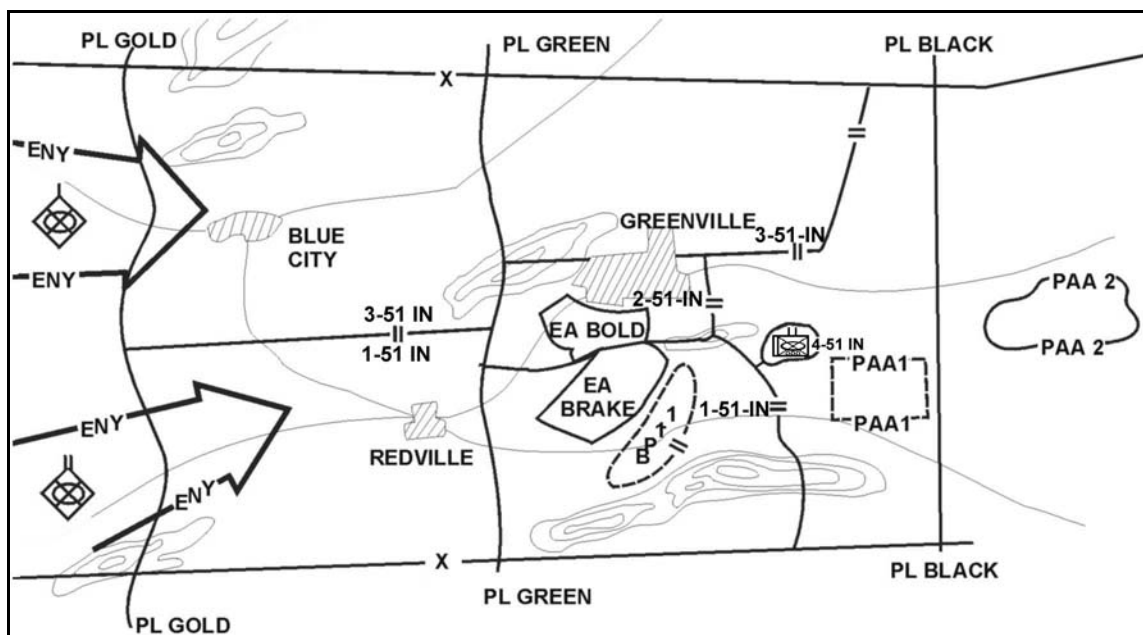 PL GOLD
PL GREEN
PL BLACK
X
ENY
ENY
BLUE
CITY
GREENVILLE
3-51-IN
PAA 2
PAA 2
3-51 IN
1-51 IN
2-51-IN
EA BOLD
4-51 IN
PAA1
PAA1
EA
BRAKE
1-51-IN
BP 1
ENY
ENY
REDVILLE
X
PL GOLD
PL GREEN
PL BLACK